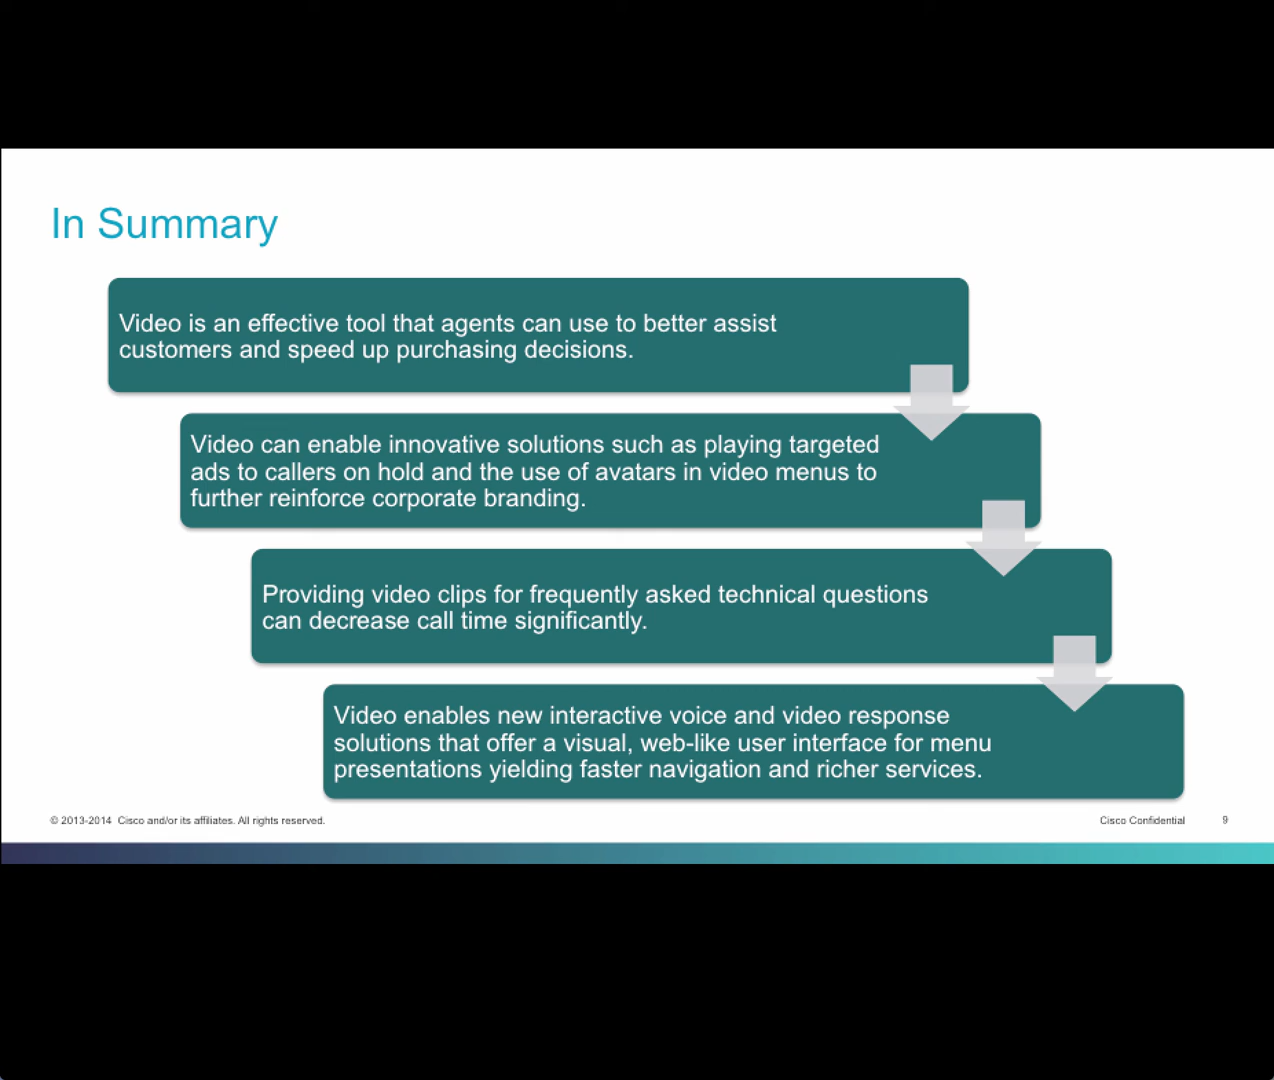 In Summary
Video is an effective tool that agents can use to better assist
customers and speed up purchasing decisions.
Video can enable innovative solutions such as playing targeted
ads to callers on hold and the use of avatars in video menus to
further reinforce corporate branding.
Providing video clips for frequently asked technical questions
can decrease call time significantly.
Video enables new interactive voice and video response
solutions that offer a visual, web-like user interface for menu
presentations yielding faster navigation and richer services.
© 2013-2014 Cisco and/or its affiliates. All rights reserved.
Cisco Confidential
9